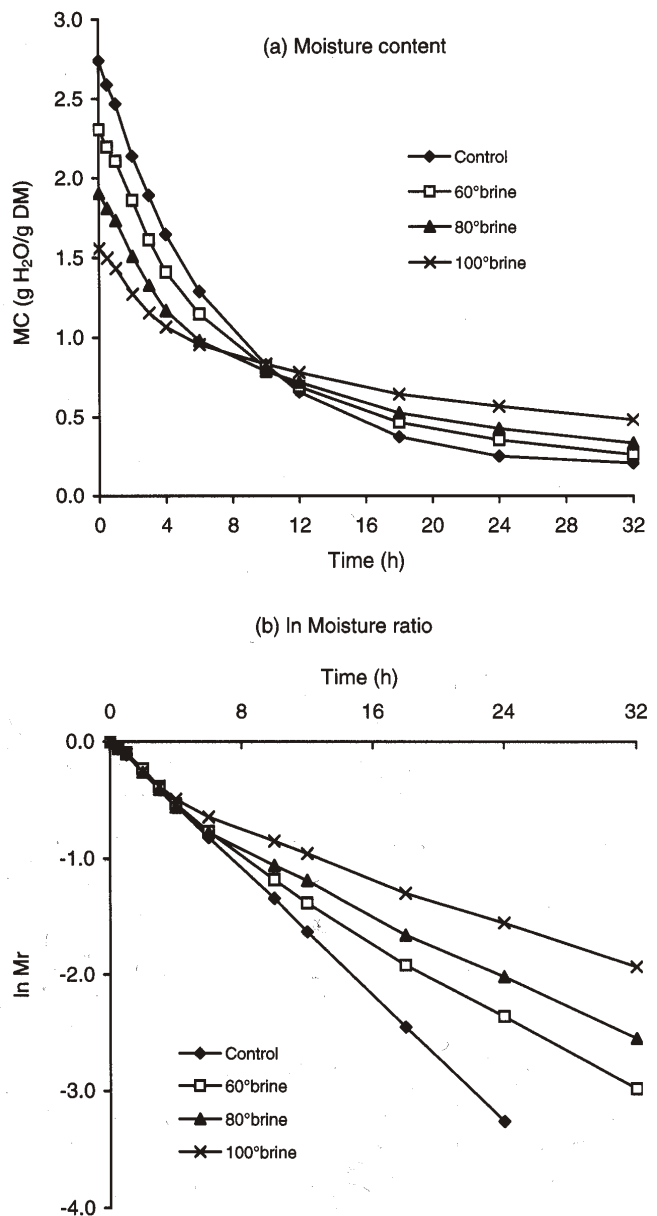 (a) Moisture content
3.0
2.5
2.0
1.5
1.0
0.5
0.0
MC (g H₂O/g DM)
Control
60°brine
80°brine
100°brine
0 4 8 12 16 20 24 28 32
Time (h)
(b) ln Moisture ratio
Time (h)
0 8 16 24 32
0.0
-1.0
-2.0
-3.0
-4.0
ln Mr
Control
60°brine
80°brine
100°brine